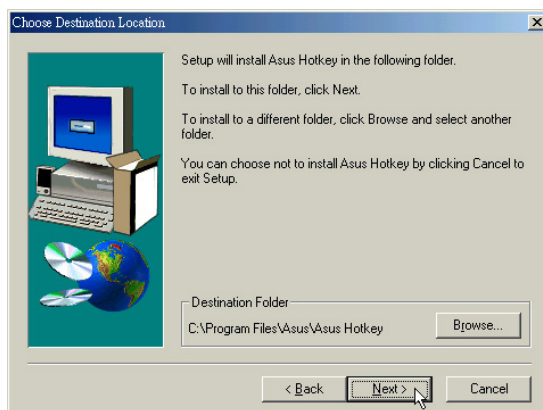 Choose Destination Location
Setup will install Asus Hotkey in the following folder.
To install to this folder, click Next.
To install to a different folder, click Browse and select another
folder.
You can choose not to install Asus Hotkey by clicking Cancel to
exit Setup.
Destination Folder
C:\Program Files\Asus\Asus Hotkey
Browse...
< Back
Next >
Cancel